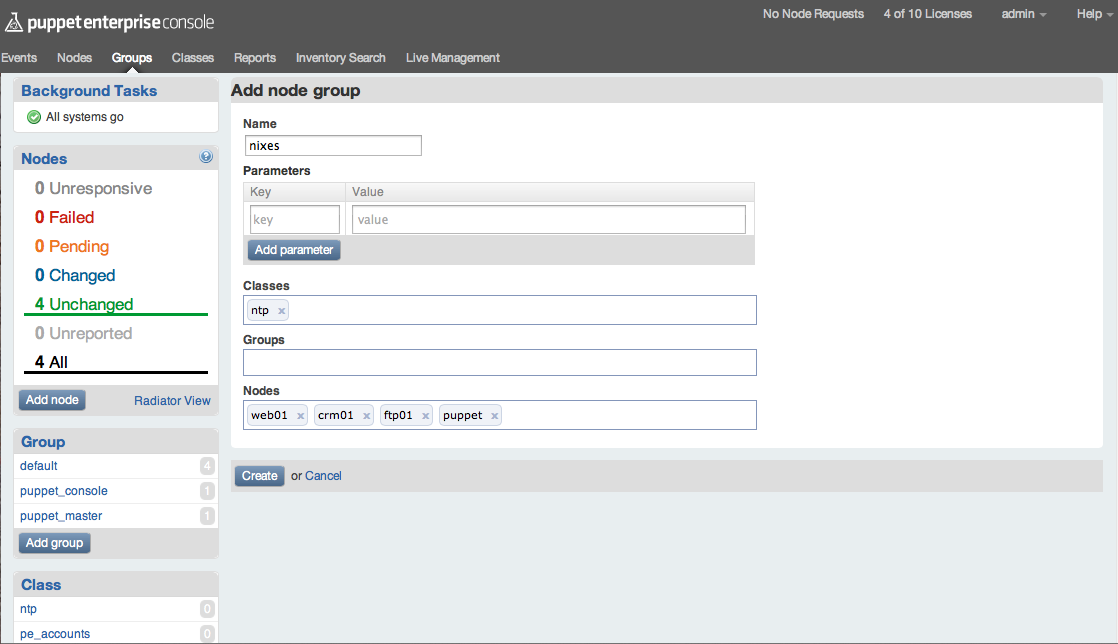 puppet enterprise console
No Node Requests 4 of 10 Licenses admin Help
Events Nodes Groups Classes Reports Inventory Search Live Management
Background Tasks
All systems go
Nodes
?
0 Unresponsive
0 Failed
0 Pending
0 Changed
4 Unchanged
0 Unreported
4 All
Add node Radiator View
Group
default 4
puppet_console 1
puppet_master 1
Add group
Class
ntp 0
pe_accounts 0
Add node group
Name
nixes
Parameters
Key Value
key value
Add parameter
Classes
ntp x
Groups
Nodes
web01 x crm01 x ftp01 x puppet x
Create or Cancel